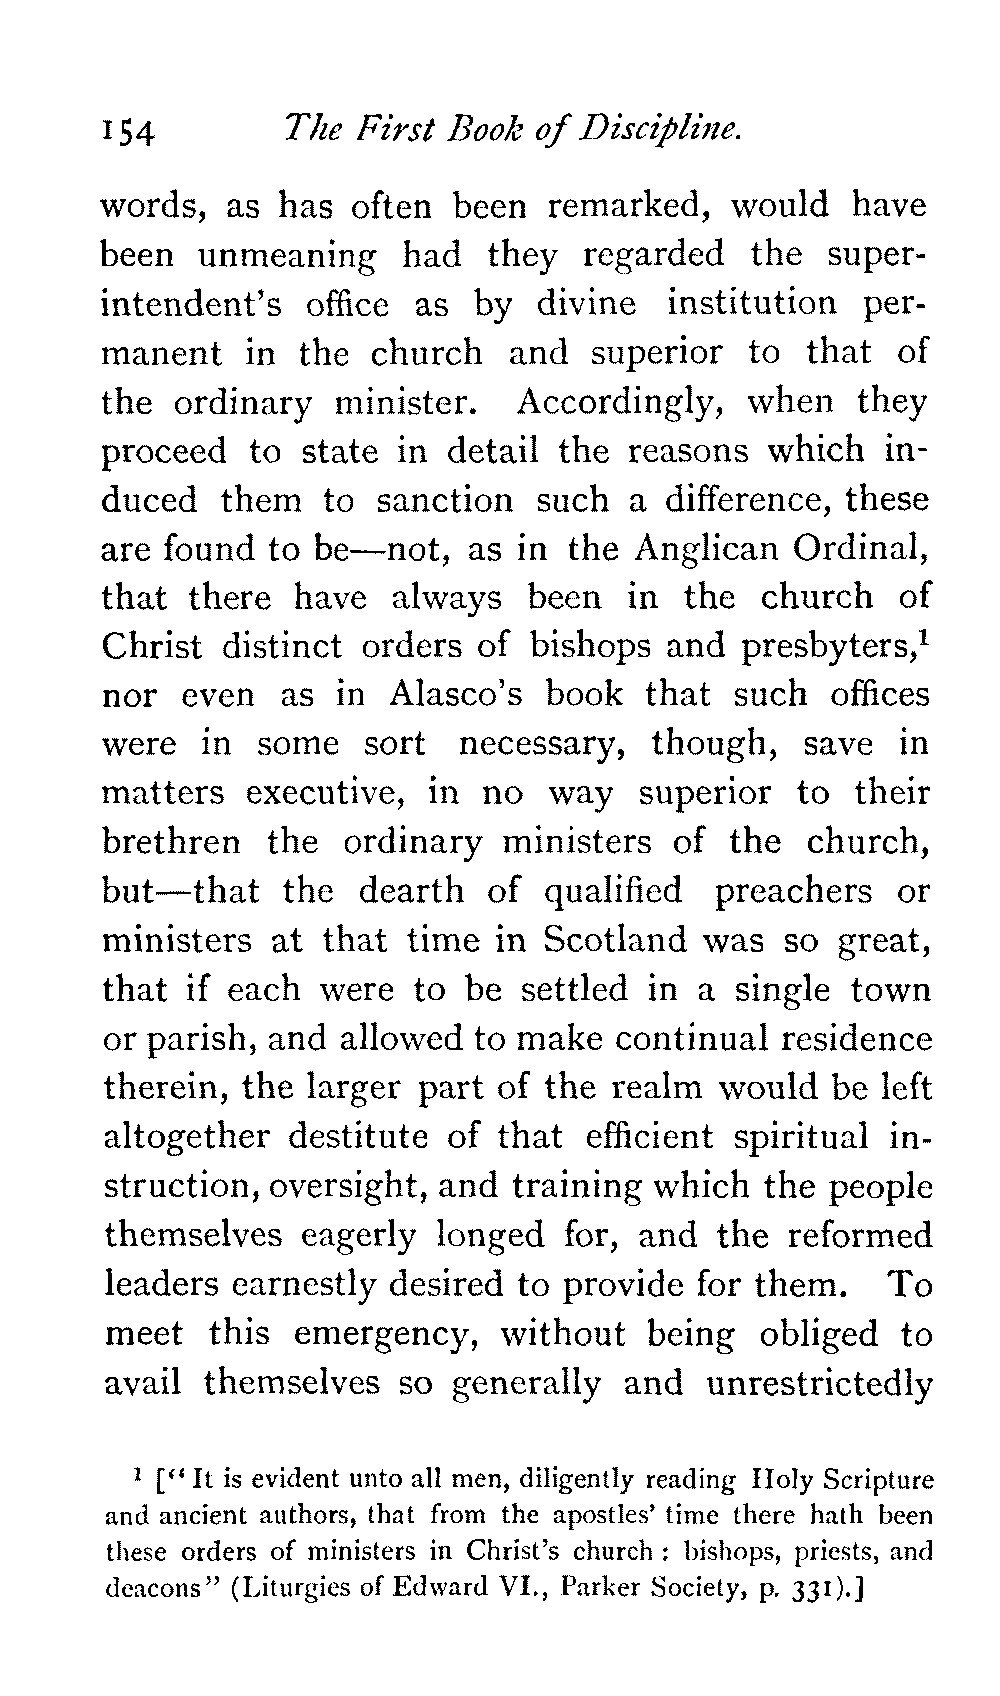 154 The First Book of Discipline.
words, as has often been remarked, would have
been unmeaning had they regarded the super-
intendent's office as by divine institution per-
manent in the church and superior to that of
the ordinary minister. Accordingly, when they
proceed to state in detail the reasons which in-
duced them to sanction such a difference, these
are found to be—not, as in the Anglican Ordinal,
that there have always been in the church of
Christ distinct orders of bishops and presbyters,¹
nor even as in Alasco's book that such offices
were in some sort necessary, though, save in
matters executive, in no way superior to their
brethren the ordinary ministers of the church,
but—that the dearth of qualified preachers or
ministers at that time in Scotland was so great,
that if each were to be settled in a single town
or parish, and allowed to make continual residence
therein, the larger part of the realm would be left
altogether destitute of that efficient spiritual in-
struction, oversight, and training which the people
themselves eagerly longed for, and the reformed
leaders earnestly desired to provide for them. To
meet this emergency, without being obliged to
avail themselves so generally and unrestrictedly
¹ ["It is evident unto all men, diligently reading Holy Scripture
and ancient authors, that from the apostles' time there hath been
these orders of ministers in Christ's church : bishops, priests, and
deacons" (Liturgies of Edward VI., Parker Society, p. 331).]